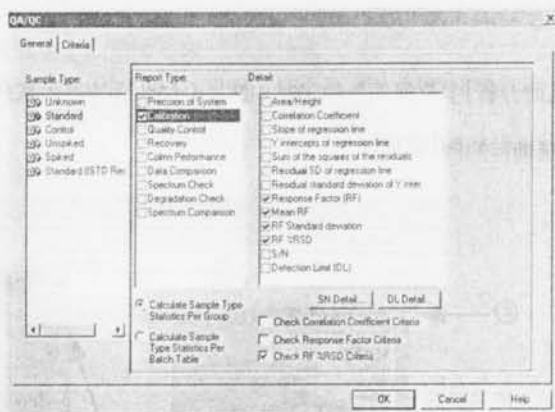 QA/QC
General
Criteria
Sample Type:
Unknown
Standard
Control
Unspiked
Spiked
Standard (ISTD Rec
Report Type:
Precision of System
Calibration
Quality Control
Recovery
Column Performance
Data Comparison
Spectrum Check
Degradation Check
Spectrum Comparison
Calculate Sample Type
Statistics Per Group
Calculate Sample
Type Statistics Per
Batch Table
Detail:
Area/Height
Correlation Coefficient
Slope of regression line
Y intercepts of regression line
Sum of the squares of the residuals
Residual SD of regression line
Residual standard deviation of Y inter
Response Factor (RF)
Mean RF
RF Standard deviation
RF %RSD
S/N
Detection Limit (DL)
SN Detail...
DL Detail...
Check Correlation Coefficient Criteria
Check Response Factor Criteria
Check RF %RSD Criteria
OK
Cancel
Help